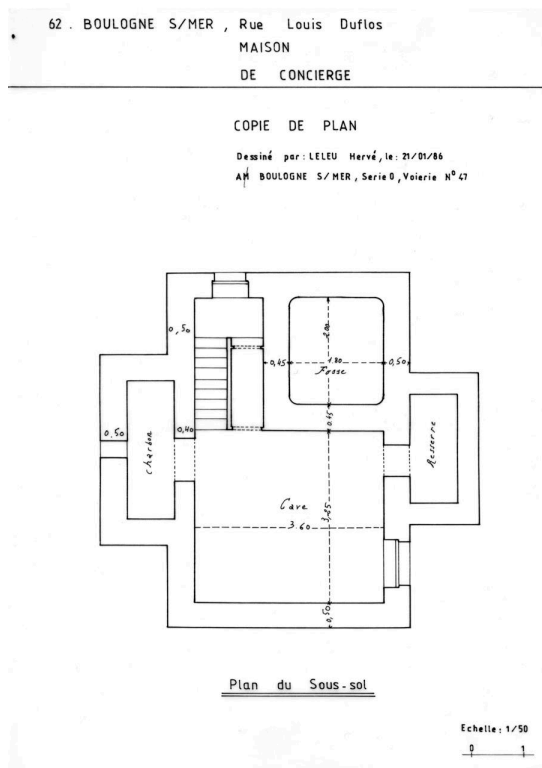 62 . BOULOGNE S/MER , Rue Louis Duflos
MAISON
DE CONCIERGE
COPIE DE PLAN
Dessiné par : LELEU Hervé, le : 21/01/86
AM BOULOGNE S/MER , Serie O , Voierie N° 47
0,50
2.00
0,45
1.80
0,50
Fosse
0.45
0,50
0,40
Charbon
Resserre
Cave
3,25
3.60
0,50
Plan du Sous-sol
Echelle : 1/50
0 1